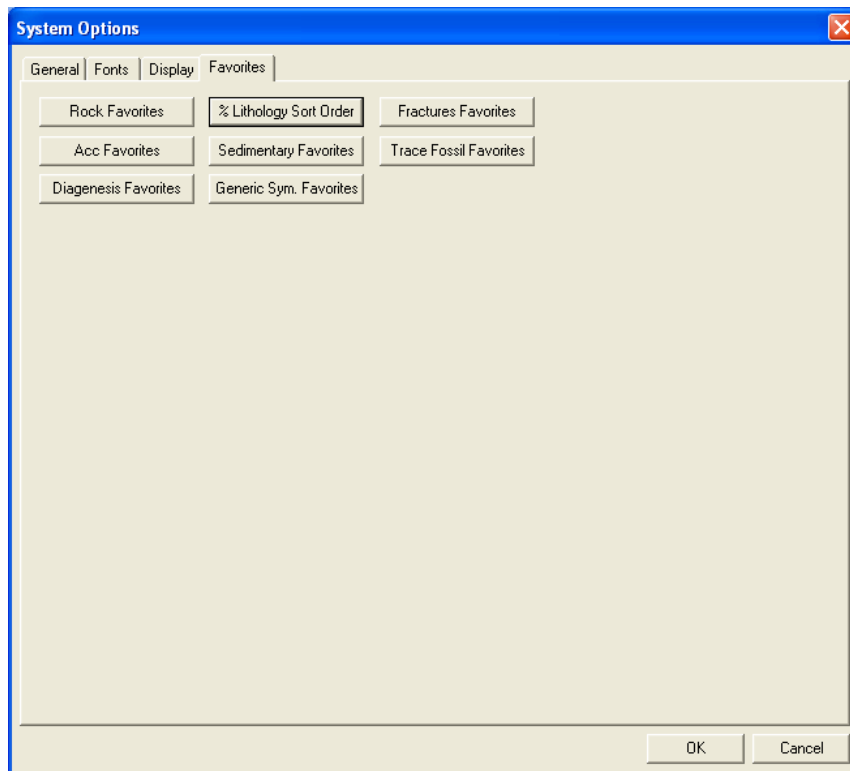 System Options
General Fonts Display Favorites
Rock Favorites % Lithology Sort Order Fractures Favorites
Acc Favorites Sedimentary Favorites Trace Fossil Favorites
Diagenesis Favorites Generic Sym. Favorites
OK Cancel